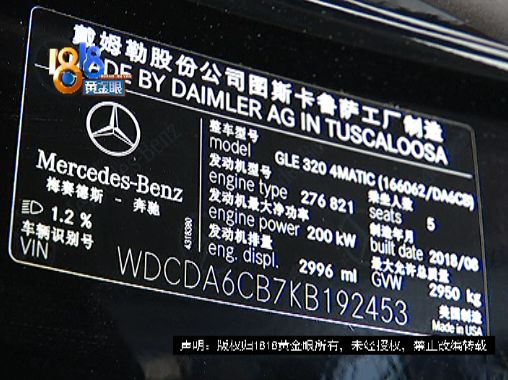 戴姆勒股份公司图斯卡鲁萨工厂制造
MADE BY DAIMLER AG IN TUSCALOOSA
1818
黄金眼
整车型号
model GLE 320 4MATIC (166062/DA6CB)
发动机型号 乘坐人数
engine type 276 821 seats 5
发动机最大净功率 制造年月
engine power 200 kW built date 2018/08
发动机排量 最大允许总质量
eng. displ. 2996 ml GVW 2950 kg
Mercedes-Benz
梅赛德斯 - 奔驰
1.2 %
4318380
车辆识别号
VIN WDCDA6CB7KB192453
美国制造
Made in USA
声明：版权归1818黄金眼所有，未经授权，禁止改编转载